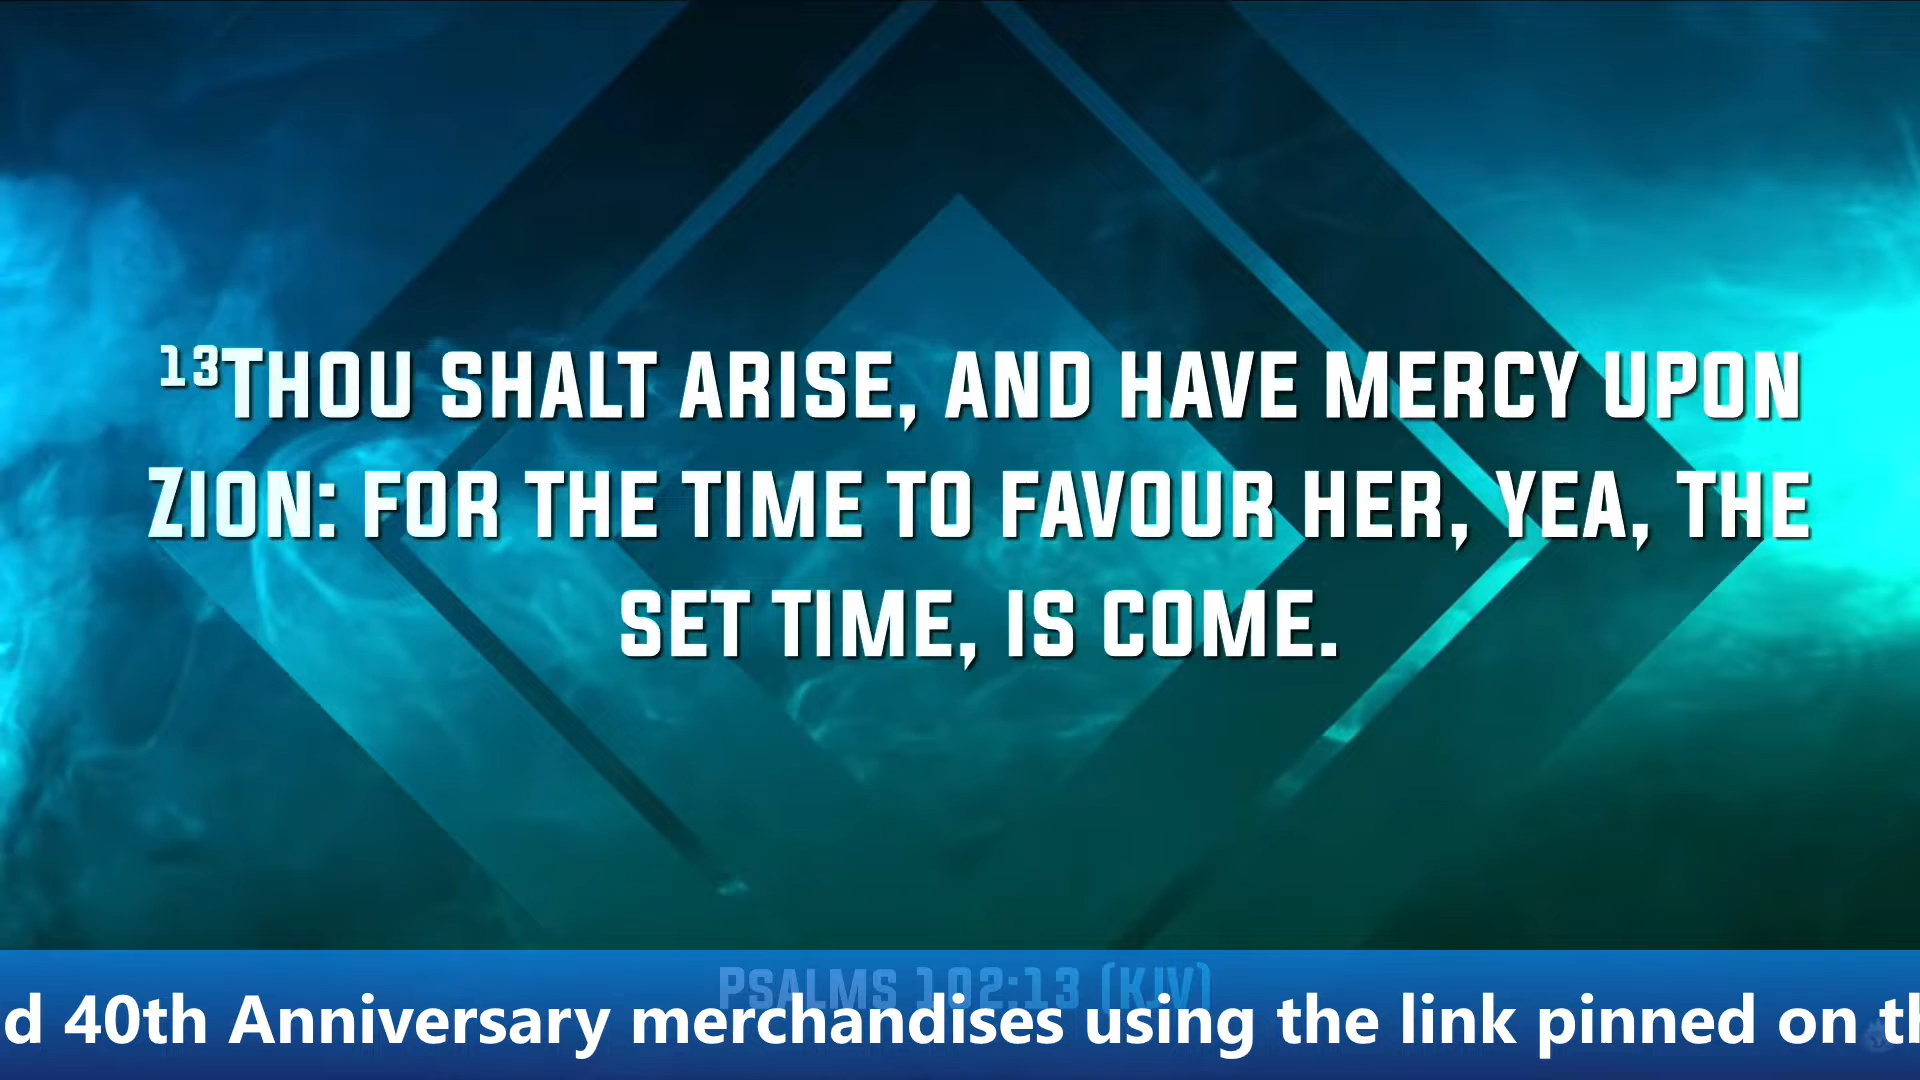 ¹³Thou shalt arise, and have mercy upon
Zion: for the time to favour her, yea, the
set time, is come.
Psalms 102:13 (KJV)
d 40th Anniversary merchandises using the link pinned on th